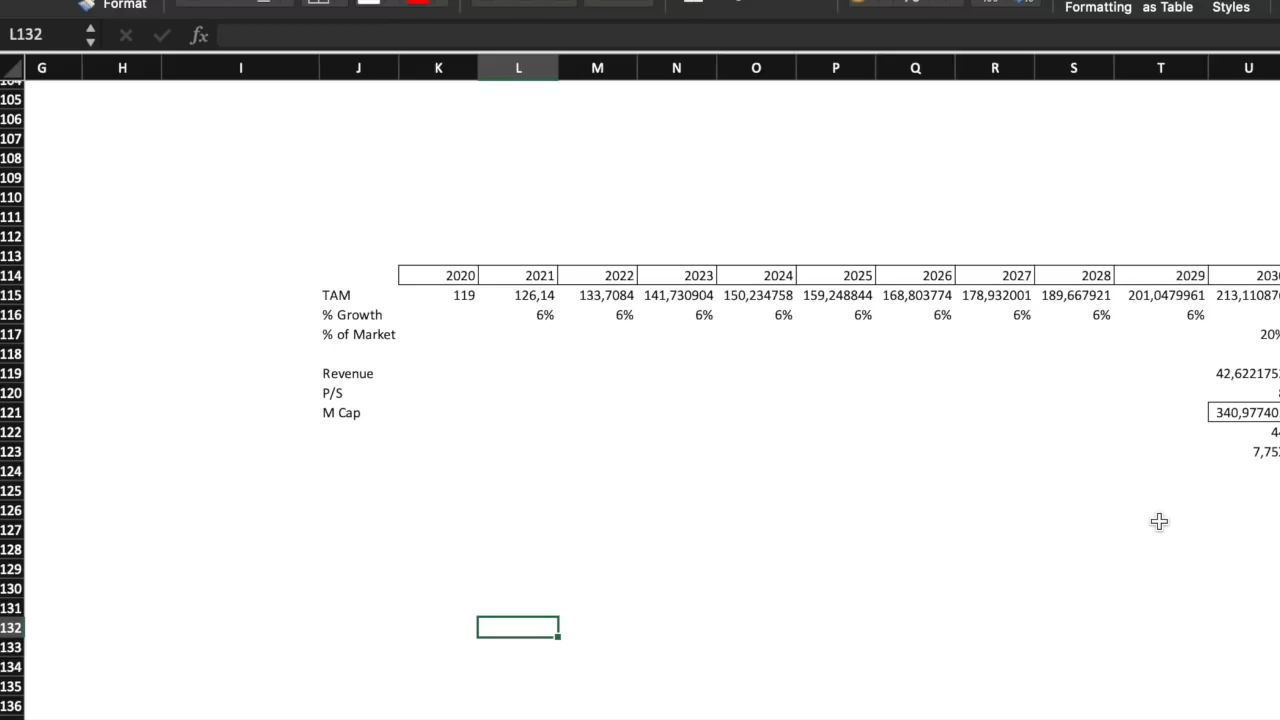 Format
Formatting as Table Styles
L132 fx
G H I J K L M N O P Q R S T U
105
106
107
108
109
110
111
112
113
114 2020 2021 2022 2023 2024 2025 2026 2027 2028 2029
115 TAM 119 126,14 133,7084 141,730904 150,234758 159,248844 168,803774 178,932001 189,667921 201,0479961
116 % Growth 6% 6% 6% 6% 6% 6% 6% 6% 6%
117 % of Market 20%
118
119 Revenue
120 P/S
121 M Cap 340,97740
122
123
124
125
126
127
128
129
130
131
132
133
134
135
136